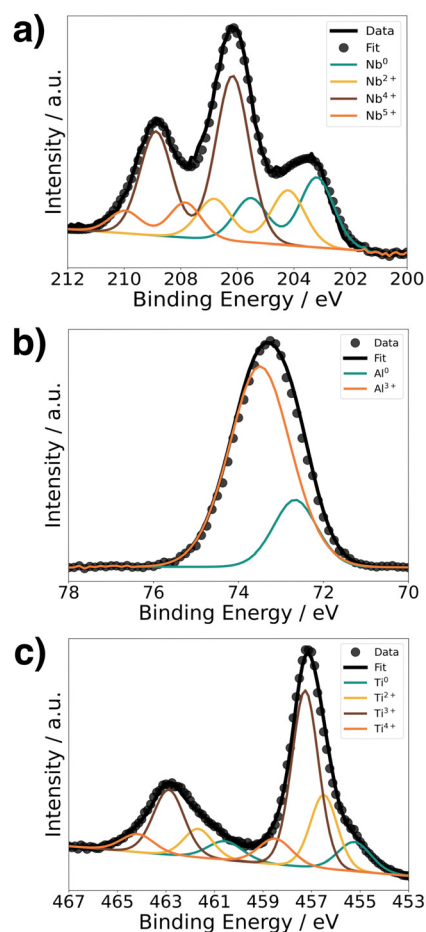 a)
Intensity / a.u.
Data
Fit
Nb⁰
Nb²⁺
Nb⁴⁺
Nb⁵⁺
212 210 208 206 204 202 200
Binding Energy / eV
b)
Intensity / a.u.
Data
Fit
Al⁰
Al³⁺
78 76 74 72 70
Binding Energy / eV
c)
Intensity / a.u.
Data
Fit
Ti⁰
Ti²⁺
Ti³⁺
Ti⁴⁺
467 465 463 461 459 457 455 453
Binding Energy / eV